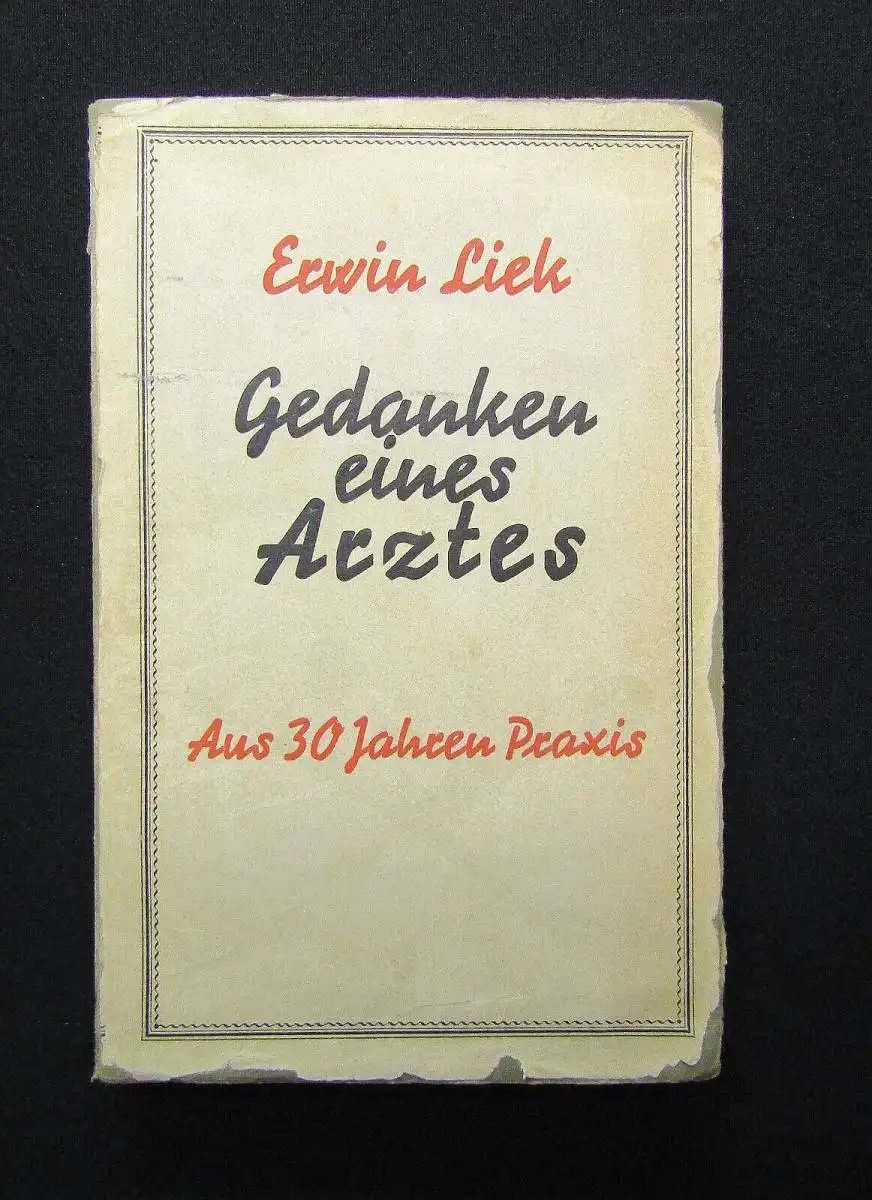 Erwin Liek
Gedanken
eines
Arztes
Aus 30 Jahren Praxis